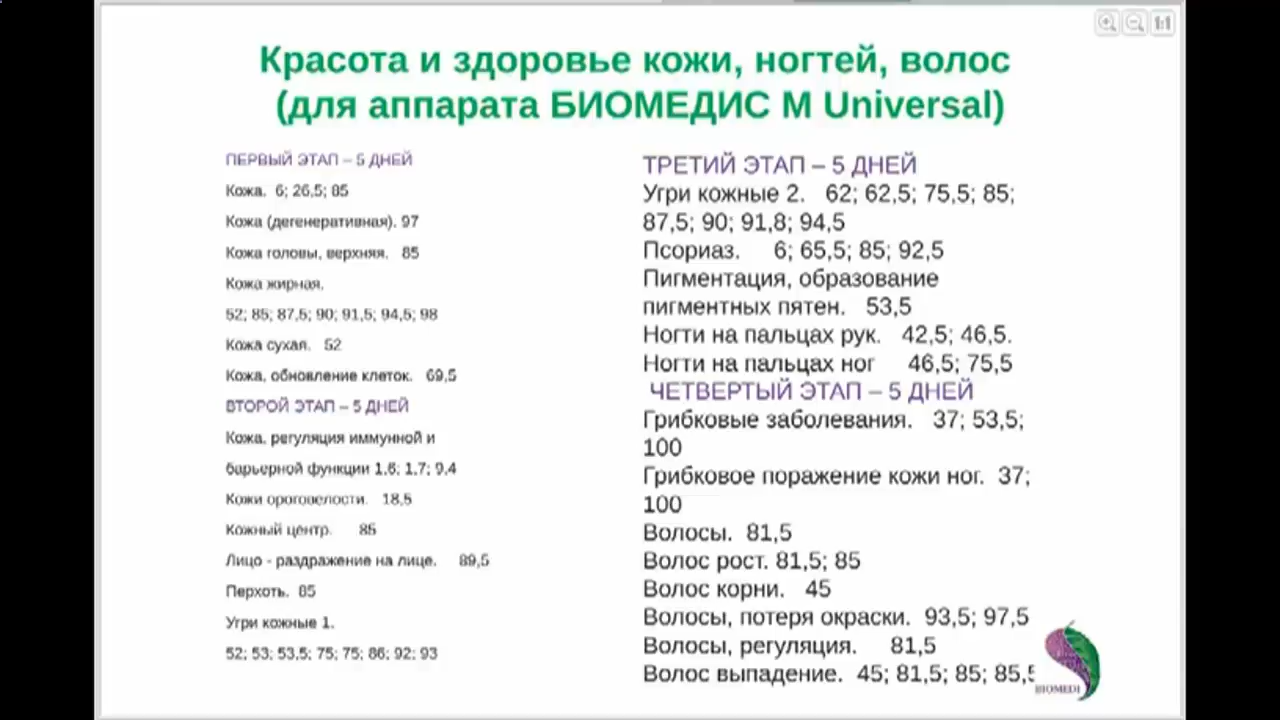 Красота и здоровье кожи, ногтей, волос
(для аппарата БИОМЕДИС М Universal)
ПЕРВЫЙ ЭТАП – 5 ДНЕЙ
Кожа. 6; 26,5; 85
Кожа (дегенеративная). 97
Кожа головы, верхняя. 85
Кожа жирная.
52; 85; 87,5; 90; 91,5; 94,5; 98
Кожа сухая. 52
Кожа, обновление клеток. 69,5
ВТОРОЙ ЭТАП – 5 ДНЕЙ
Кожа, регуляция иммунной и
барьерной функции 1.6; 1.7; 9.4
Кожи ороговелости. 18,5
Кожный центр. 85
Лицо - раздражение на лице. 89,5
Перхоть. 85
Угри кожные 1.
52; 53; 53,5; 75; 75; 86; 92; 93
ТРЕТИЙ ЭТАП – 5 ДНЕЙ
Угри кожные 2. 62; 62,5; 75,5; 85;
87,5; 90; 91,8; 94,5
Псориаз. 6; 65,5; 85; 92,5
Пигментация, образование
пигментных пятен. 53,5
Ногти на пальцах рук. 42,5; 46,5.
Ногти на пальцах ног 46,5; 75,5
ЧЕТВЕРТЫЙ ЭТАП – 5 ДНЕЙ
Грибковые заболевания. 37; 53,5;
100
Грибковое поражение кожи ног. 37;
100
Волосы. 81,5
Волос рост. 81,5; 85
Волос корни. 45
Волосы, потеря окраски. 93,5; 97,5
Волосы, регуляция. 81,5
Волос выпадение. 45; 81,5; 85; 85,5
BIOMEDI
1:1